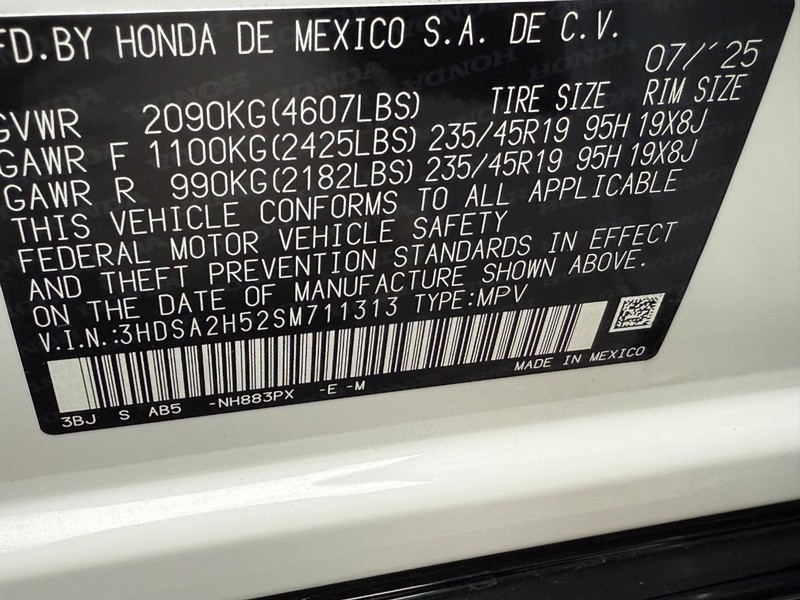 FD.BY HONDA DE MEXICO S.A. DE C.V.
07/'25
TIRE SIZE RIM SIZE
GVWR 2090KG(4607LBS)
GAWR F 1100KG(2425LBS) 235/45R19 95H 19X8J
GAWR R 990KG(2182LBS) 235/45R19 95H 19X8J
THIS VEHICLE CONFORMS TO ALL APPLICABLE
FEDERAL MOTOR VEHICLE SAFETY
AND THEFT PREVENTION STANDARDS IN EFFECT
ON THE DATE OF MANUFACTURE SHOWN ABOVE.
V.I.N.:3HDSA2H52SM711313 TYPE:MPV
MADE IN MEXICO
3BJ S AB5 -NH883PX -E -M